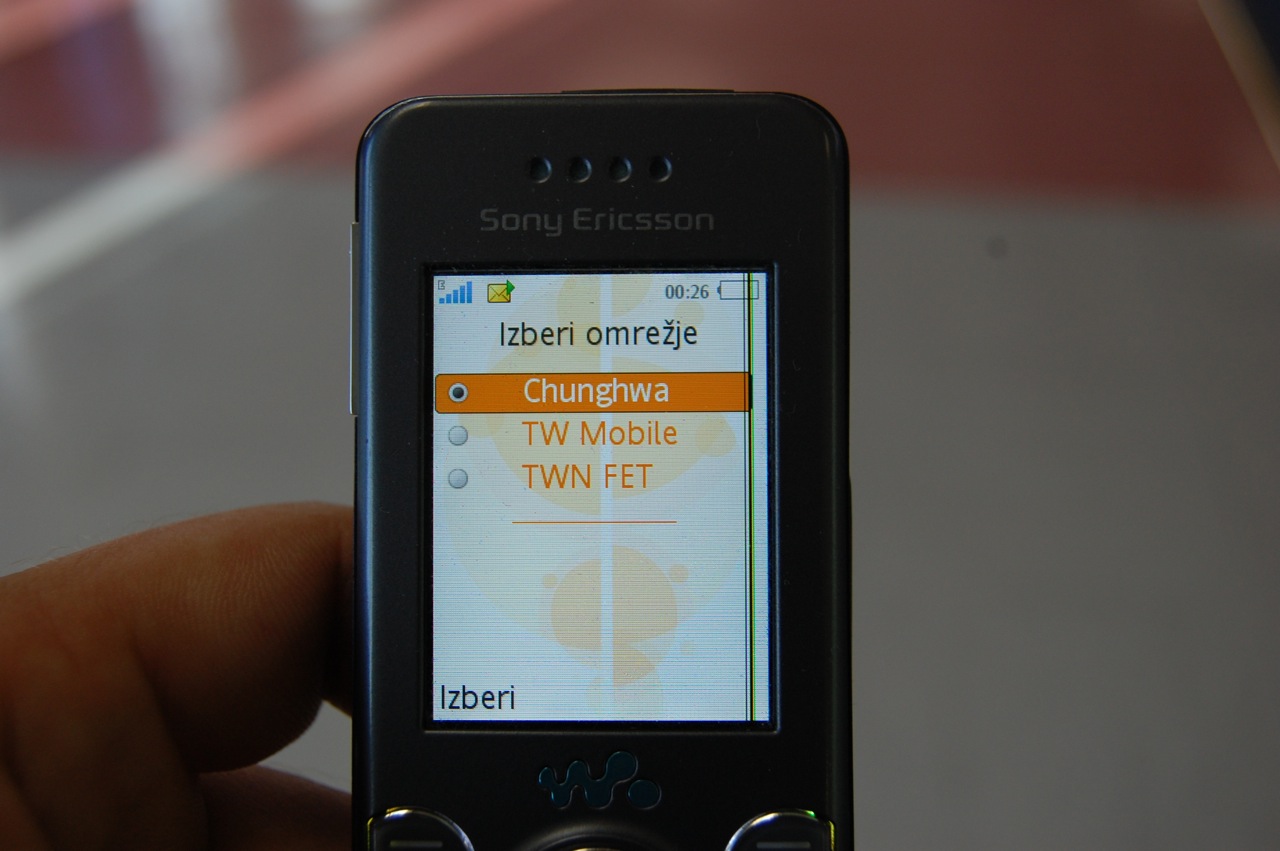 Sony Ericsson
00:26
Izberi omrežje
Chunghwa
TW Mobile
TWN FET
Izberi